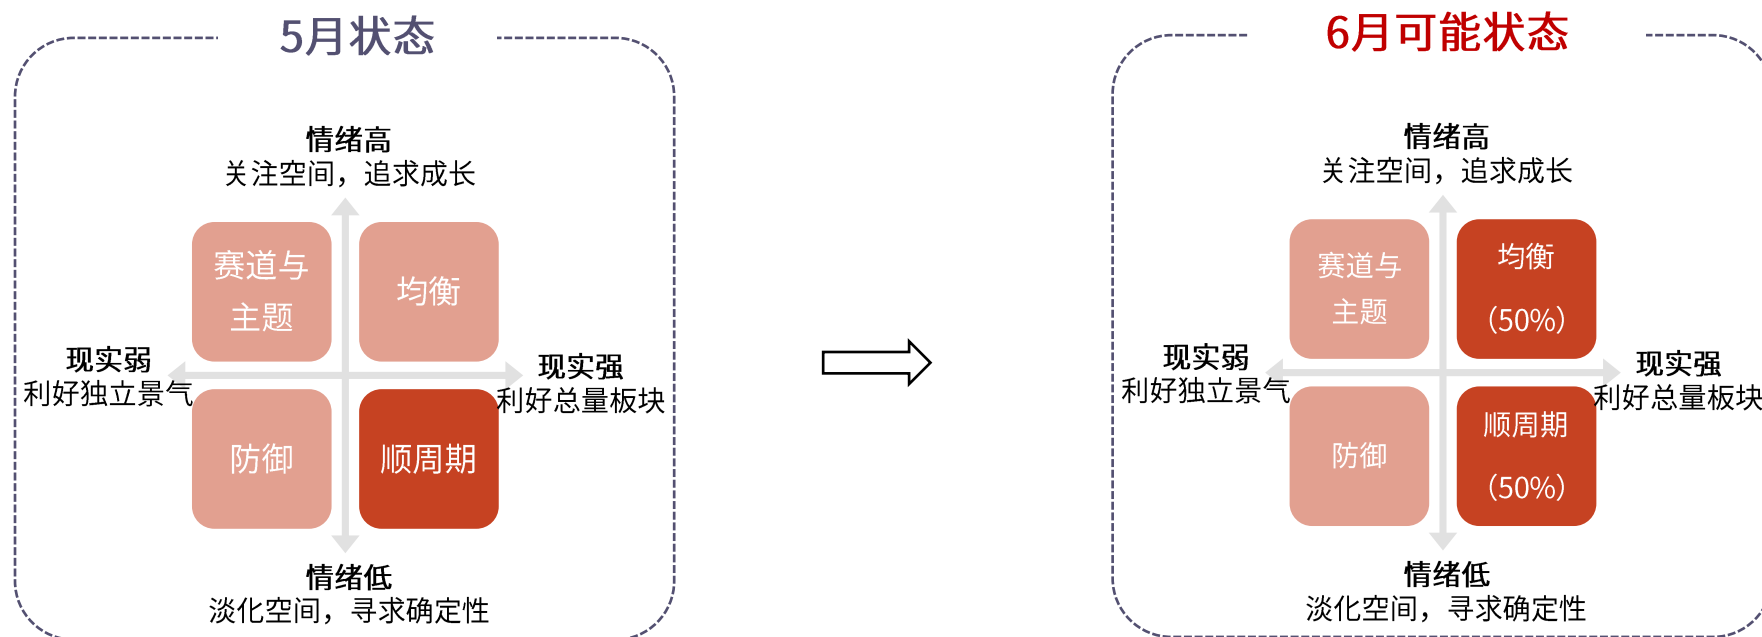 5月状态
情绪高
关注空间，追求成长
赛道与
主题
均衡
现实弱
利好独立景气
现实强
利好总量板块
防御
顺周期
情绪低
淡化空间，寻求确定性
6月可能状态
情绪高
关注空间，追求成长
赛道与
主题
均衡
（50%）
现实弱
利好独立景气
现实强
利好总量板块
防御
顺周期
（50%）
情绪低
淡化空间，寻求确定性